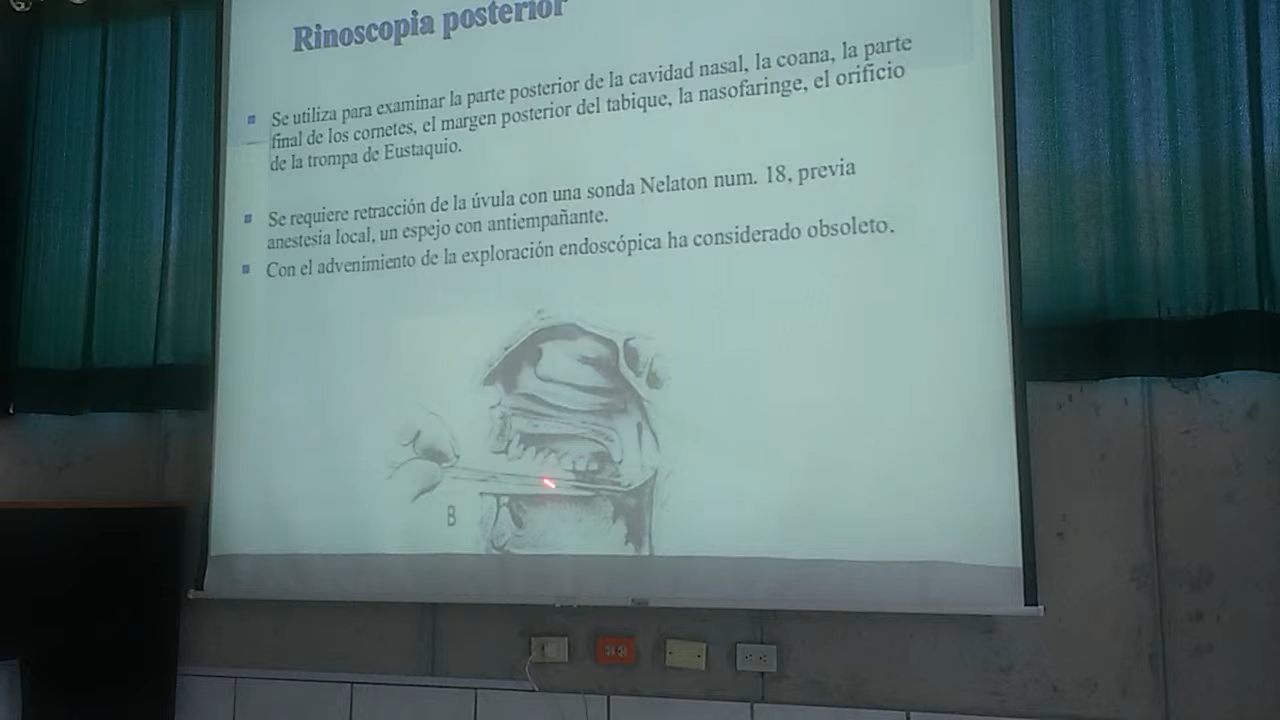 Rinoscopia posterior
Se utiliza para examinar la parte posterior de la cavidad nasal, la coana, la parte
final de los cornetes, el margen posterior del tabique, la nasofaringe, el orificio
de la trompa de Eustaquio.
Se requiere retracción de la úvula con una sonda Nelaton num. 18, previa
anestesia local, un espejo con antiempañante.
Con el advenimiento de la exploración endoscópica ha considerado obsoleto.
B